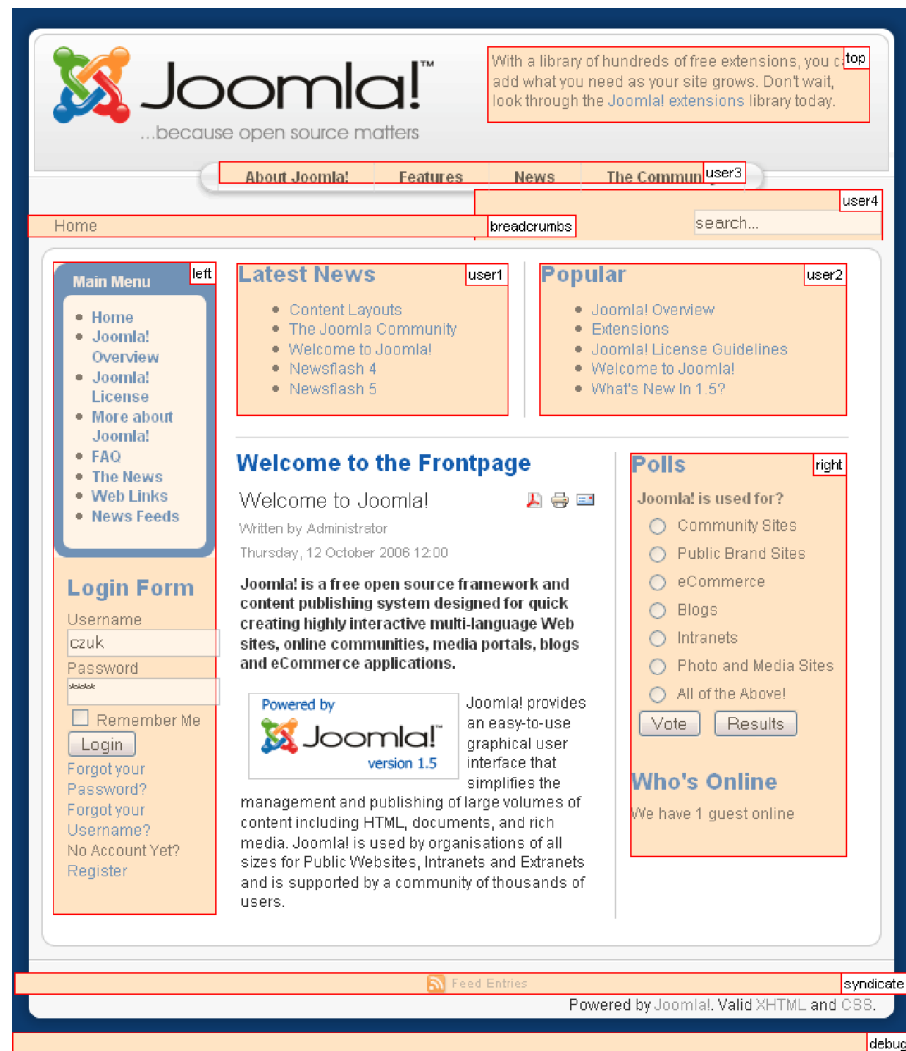 With a library of hundreds of free extensions, you c
top
add what you need as your site grows. Don't wait,
look through the Joomla! extensions library today.
Joomla!™
...because open source matters
About Joomla! Features News The Commun
user3
user4
Home
breadcrumbs
search...
Main Menu
left
Home
Joomla!
Overview
Joomla!
License
More about
Joomla!
FAQ
The News
Web Links
News Feeds
Login Form
Username
czuk
Password
*****
Remember Me
Login
Forgot your
Password?
Forgot your
Username?
No Account Yet?
Register
Latest News
user1
Content Layouts
The Joomla Community
Welcome to Joomla!
Newsflash 4
Newsflash 5
Popular
user2
Joomla! Overview
Extensions
Joomla! License Guidelines
Welcome to Joomla!
What's New In 1.5?
Welcome to the Frontpage
Welcome to Joomla!
Written by Administrator
Thursday, 12 October 2006 12:00
Joomla! is a free open source framework and
content publishing system designed for quick
creating highly interactive multi-language Web
sites, online communities, media portals, blogs
and eCommerce applications.
Powered by
Joomla!™
version 1.5
Joomla! provides
an easy-to-use
graphical user
interface that
simplifies the
management and publishing of large volumes of
content including HTML, documents, and rich
media. Joomla! is used by organisations of all
sizes for Public Websites, Intranets and Extranets
and is supported by a community of thousands of
users.
Polls
right
Joomla! is used for?
Community Sites
Public Brand Sites
eCommerce
Blogs
Intranets
Photo and Media Sites
All of the Above!
Vote Results
Who's Online
We have 1 guest online
Feed Entries
syndicate
Powered by Joomla!. Valid XHTML and CSS.
debug